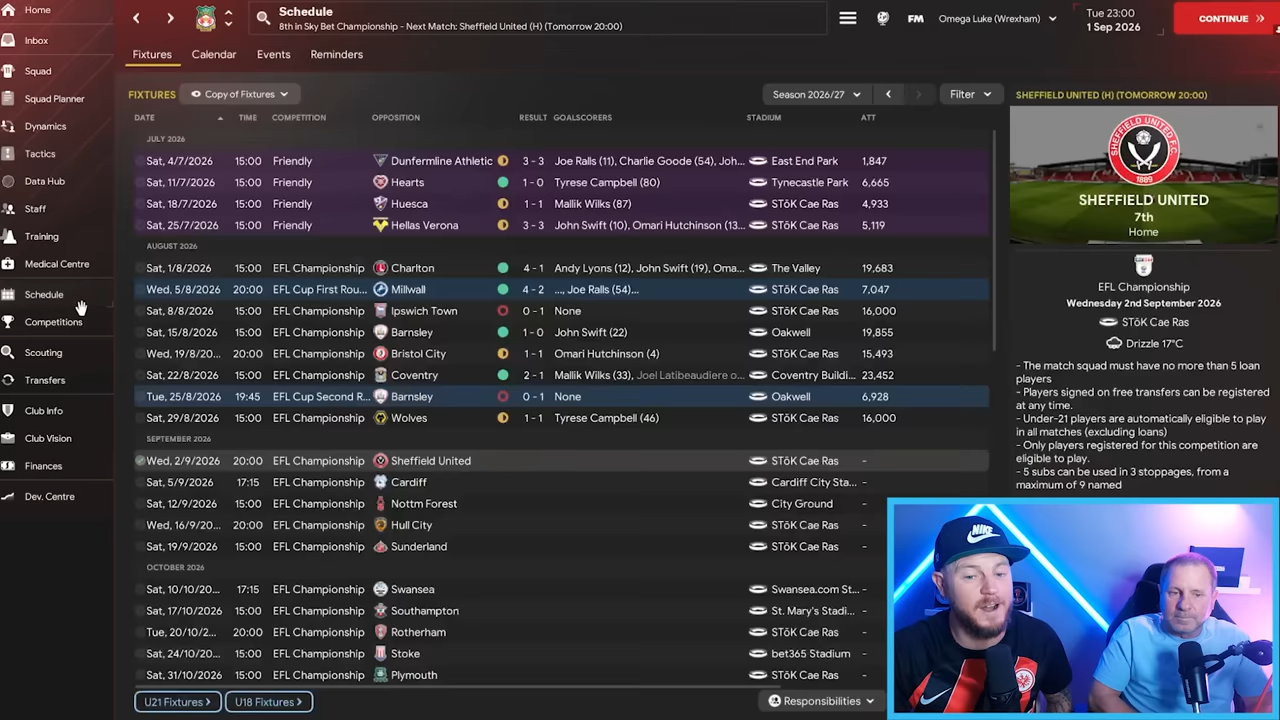 Home
Inbox
Squad
Squad Planner
Dynamics
Tactics
Data Hub
Staff
Training
Medical Centre
Schedule
Competitions
Scouting
Transfers
Club Info
Club Vision
Finances
Dev. Centre
Schedule
8th in Sky Bet Championship - Next Match: Sheffield United (H) (Tomorrow 20:00)
FM
Omega Luke (Wrexham)
Tue 23:00
1 Sep 2026
CONTINUE
Fixtures Calendar Events Reminders
FIXTURES Copy of Fixtures Season 2026/27 Filter
DATE TIME COMPETITION OPPOSITION RESULT GOALSCORERS STADIUM ATT
JULY 2026
Sat, 4/7/2026 15:00 Friendly Dunfermline Athletic 3 - 3 Joe Ralls (11), Charlie Goode (54), Joh... East End Park 1,847
Sat, 11/7/2026 15:00 Friendly Hearts 1 - 0 Tyrese Campbell (80) Tynecastle Park 6,665
Sat, 18/7/2026 15:00 Friendly Huesca 1 - 1 Mallik Wilks (87) STōK Cae Ras 4,933
Sat, 25/7/2026 15:00 Friendly Hellas Verona 3 - 3 John Swift (10), Omari Hutchinson (13... STōK Cae Ras 5,119
AUGUST 2026
Sat, 1/8/2026 15:00 EFL Championship Charlton 4 - 1 Andy Lyons (12), John Swift (19), Oma... The Valley 19,683
Wed, 5/8/2026 20:00 EFL Cup First Rou... Millwall 4 - 2 ..., Joe Ralls (54)... STōK Cae Ras 7,047
Sat, 8/8/2026 15:00 EFL Championship Ipswich Town 0 - 1 None STōK Cae Ras 16,000
Sat, 15/8/2026 15:00 EFL Championship Barnsley 1 - 0 John Swift (22) Oakwell 19,855
Wed, 19/8/20... 20:00 EFL Championship Bristol City 1 - 1 Omari Hutchinson (4) STōK Cae Ras 15,493
Sat, 22/8/2026 15:00 EFL Championship Coventry 2 - 1 Mallik Wilks (33), Joel Latibeaudiere o... Coventry Buildi... 23,452
Tue, 25/8/2026 19:45 EFL Cup Second R... Barnsley 0 - 1 None Oakwell 6,928
Sat, 29/8/2026 15:00 EFL Championship Wolves 1 - 1 Tyrese Campbell (46) STōK Cae Ras 16,000
SEPTEMBER 2026
Wed, 2/9/2026 20:00 EFL Championship Sheffield United STōK Cae Ras -
Sat, 5/9/2026 17:15 EFL Championship Cardiff Cardiff City Sta... -
Sat, 12/9/2026 15:00 EFL Championship Nottm Forest City Ground -
Wed, 16/9/20... 20:00 EFL Championship Hull City STōK Cae Ras -
Sat, 19/9/2026 15:00 EFL Championship Sunderland STōK Cae Ras -
OCTOBER 2026
Sat, 10/10/20... 17:15 EFL Championship Swansea Swansea.com St... -
Sat, 17/10/2026 15:00 EFL Championship Southampton St. Mary's Stadi... -
Tue, 20/10/2... 20:00 EFL Championship Rotherham STōK Cae Ras -
Sat, 24/10/2026 15:00 EFL Championship Stoke bet365 Stadium -
Sat, 31/10/2026 15:00 EFL Championship Plymouth STōK Cae Ras -
U21 Fixtures U18 Fixtures Responsibilities
SHEFFIELD UNITED (H) (TOMORROW 20:00)
SHEFFIELD UNITED F.C.
1889
SHEFFIELD UNITED
7th
Home
EFL Championship
Wednesday 2nd September 2026
STōK Cae Ras
Drizzle 17°C
- The match squad must have no more than 5 loan
players
- Players signed on free transfers can be registered
at any time.
- Under-21 players are automatically eligible to play
in all matches (excluding loans)
- Only players registered for this competition are
eligible to play.
- 5 subs can be used in 3 stoppages, from a
maximum of 9 named
NIKE